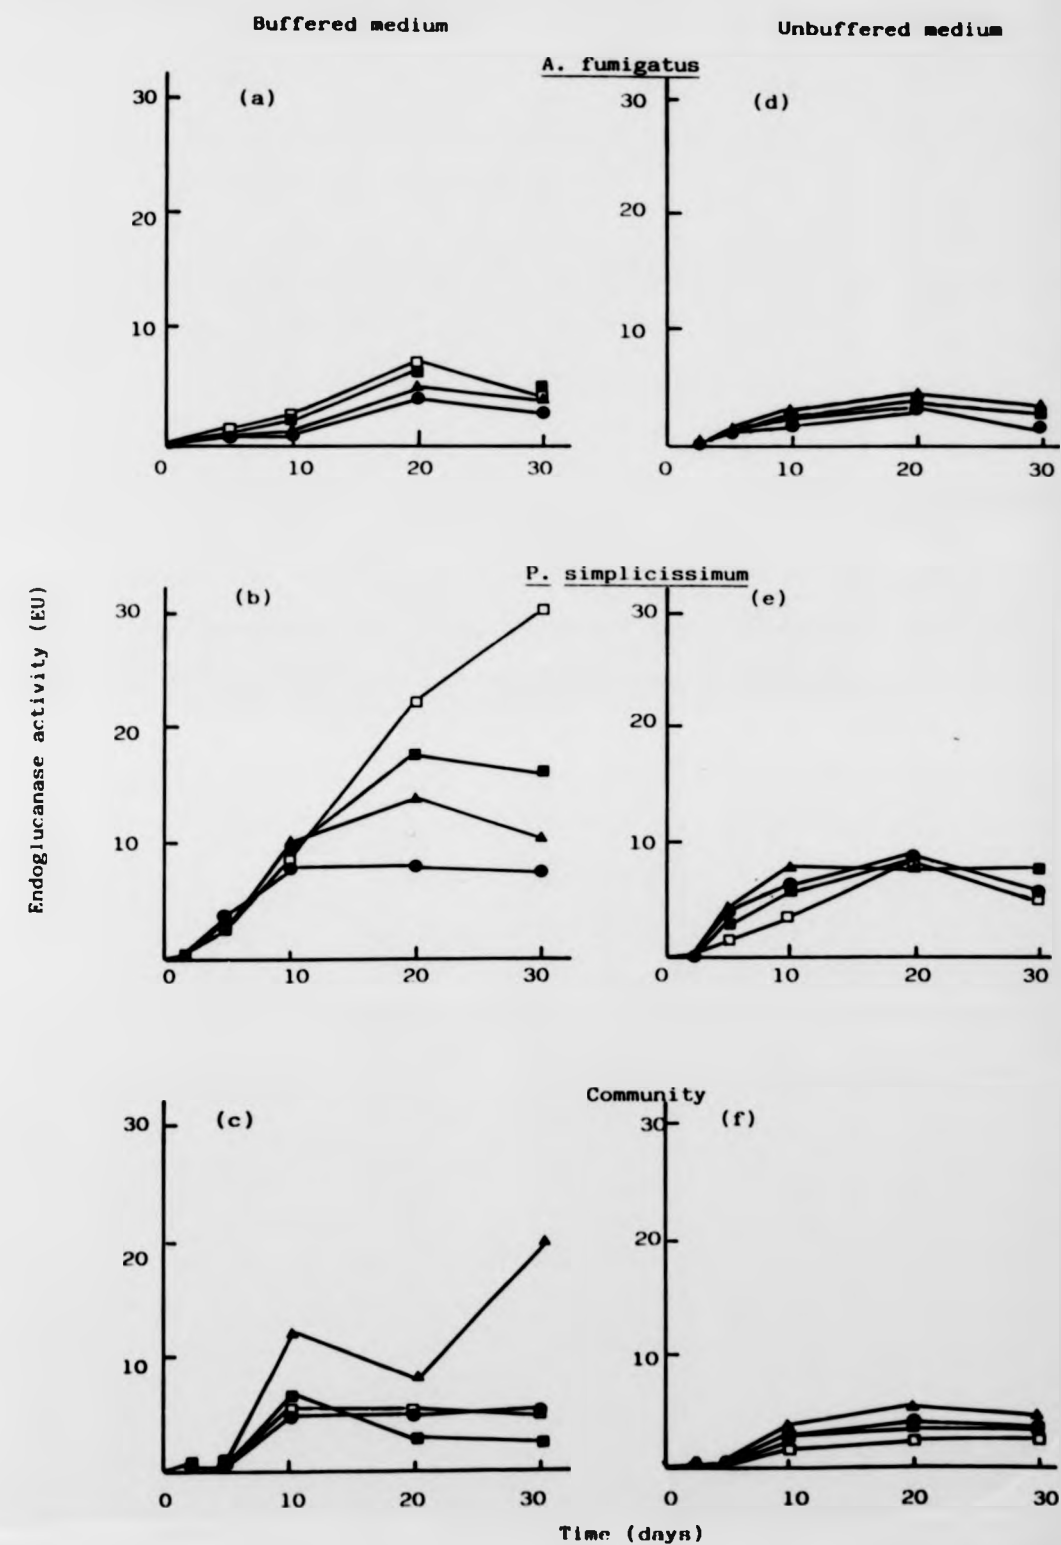 Buffered medium
Unbuffered medium
A. fumigatus
30
(a)
20
10
0 10 20 30
30
(d)
20
10
0 10 20 30
Endoglucanase activity (EU)
P. simplicissimum
30
(b)
20
10
0 10 20 30
30
(e)
20
10
0 10 20 30
Community
30
(c)
20
10
0 10 20 30
30
(f)
20
10
0 10 20 30
Time (days)